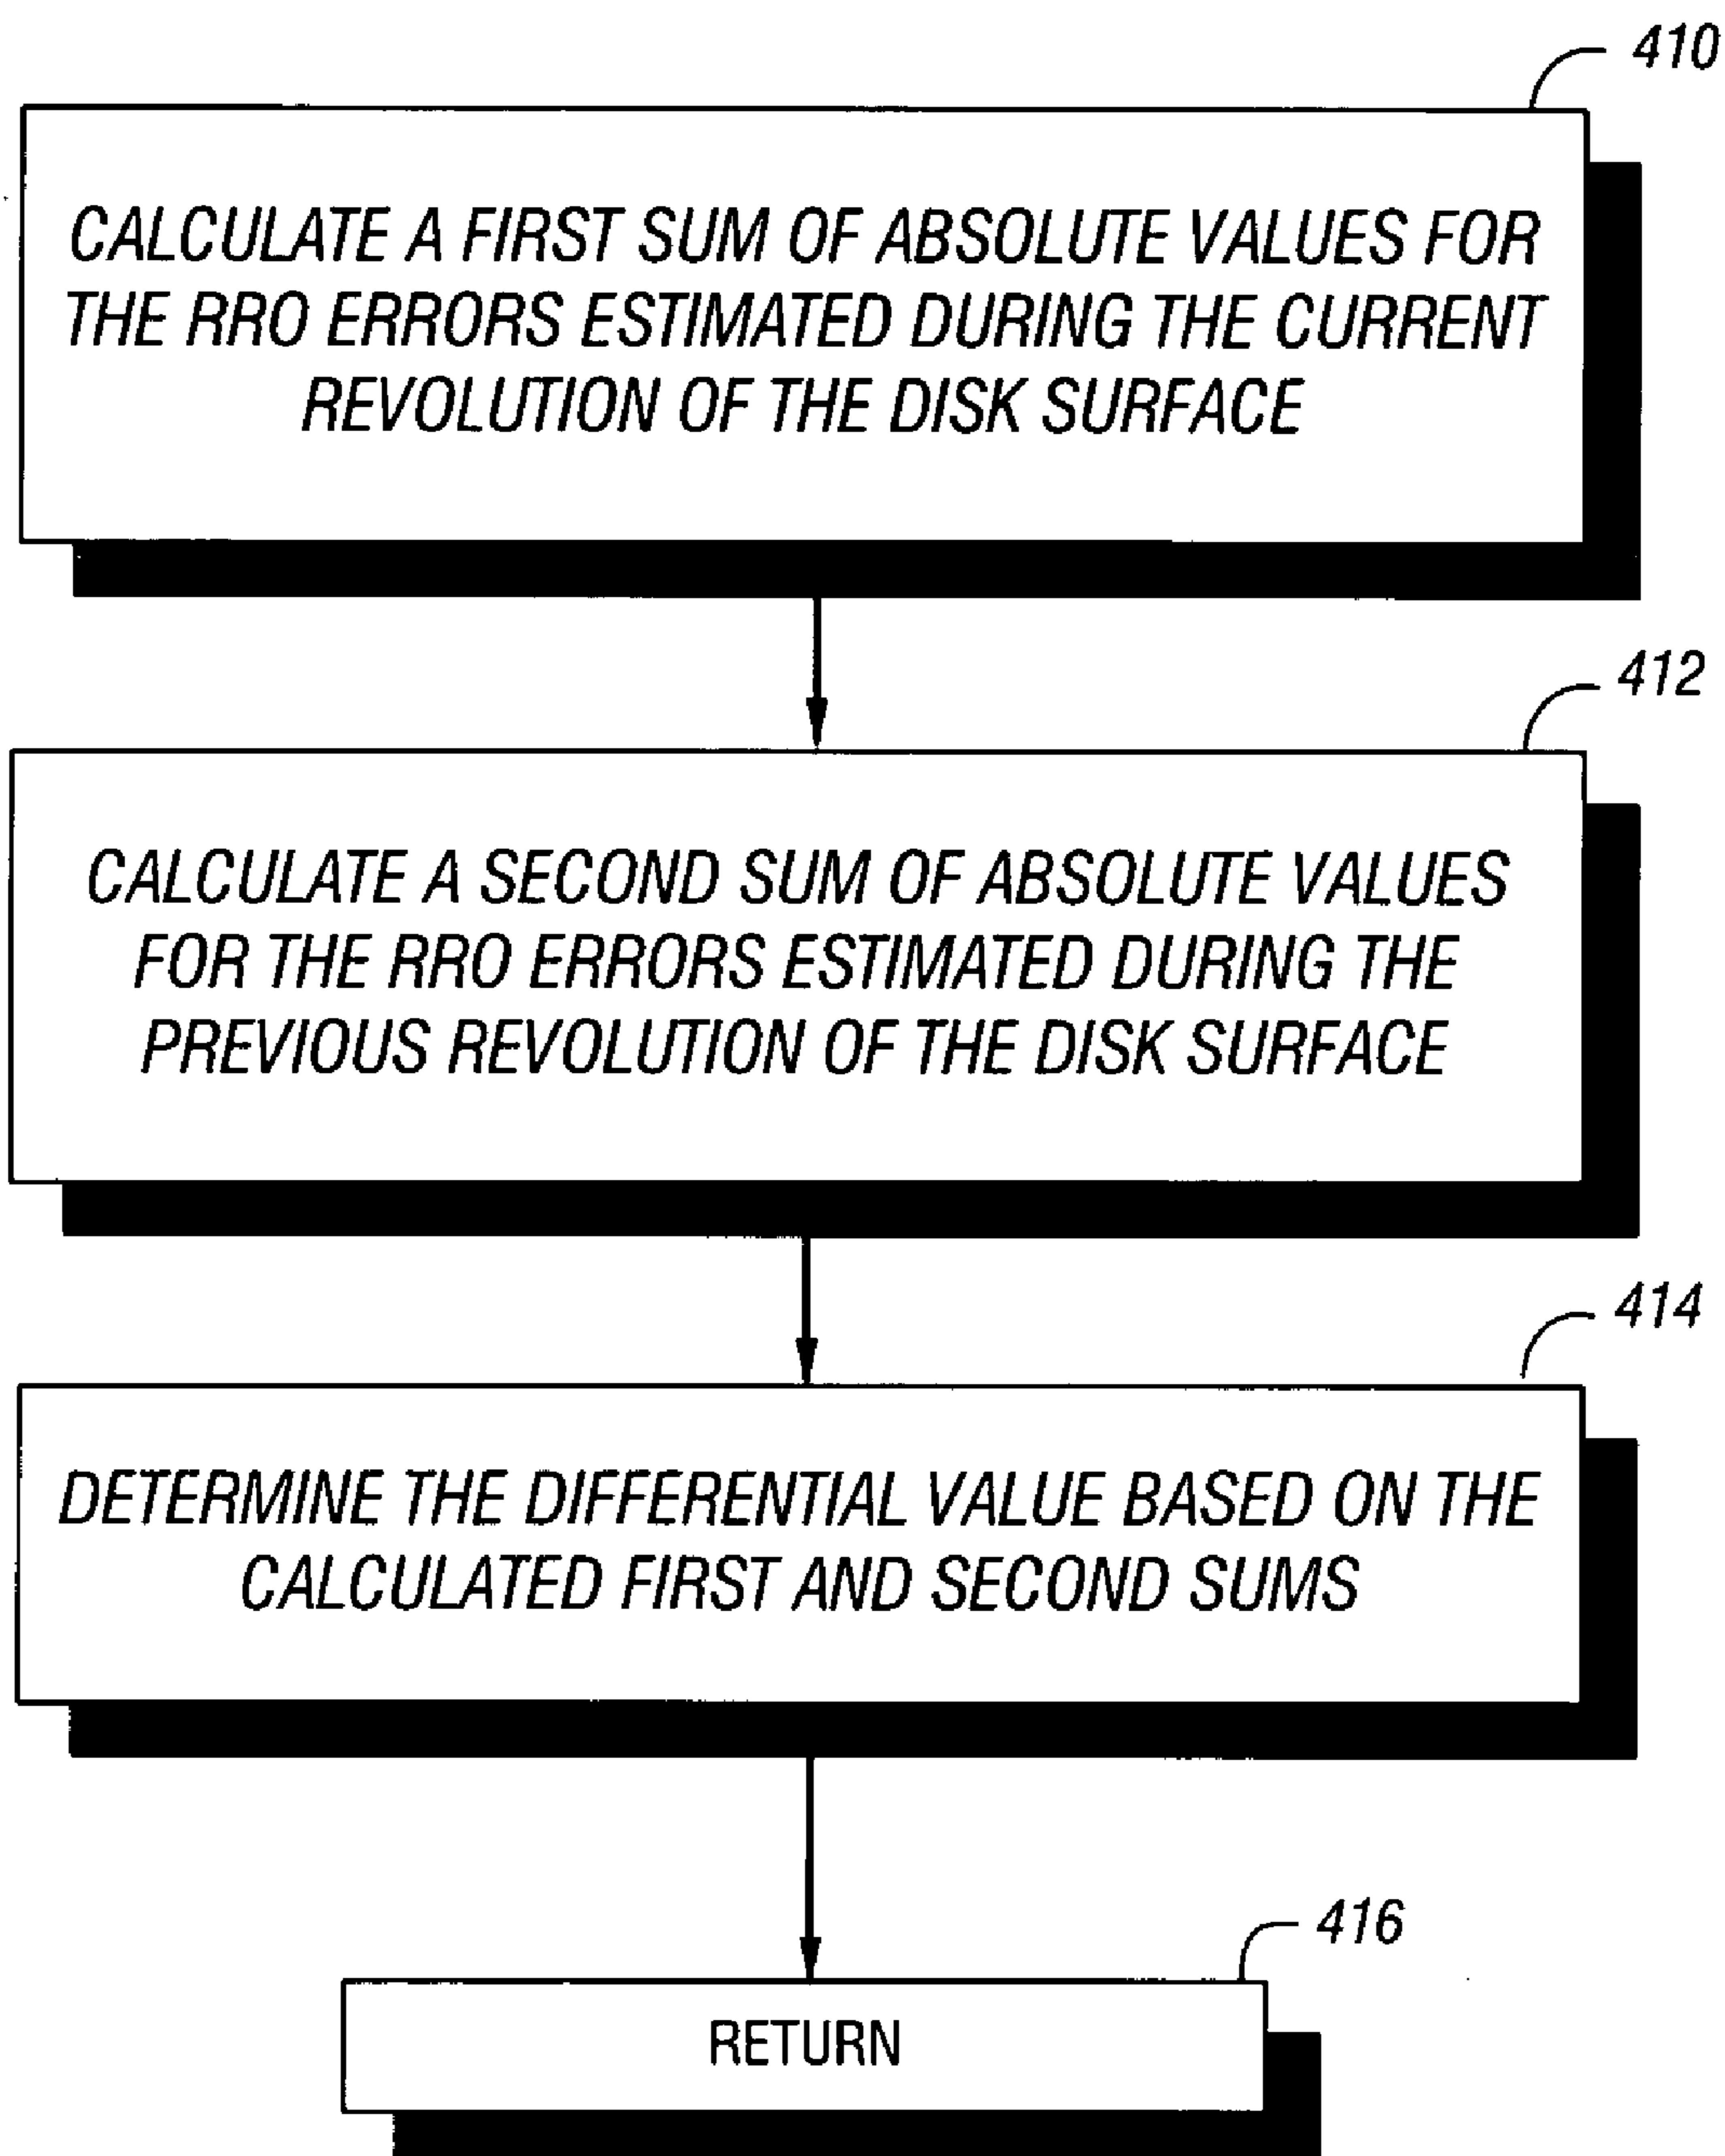 410
CALCULATE A FIRST SUM OF ABSOLUTE VALUES FOR
THE RRO ERRORS ESTIMATED DURING THE CURRENT
REVOLUTION OF THE DISK SURFACE
412
CALCULATE A SECOND SUM OF ABSOLUTE VALUES
FOR THE RRO ERRORS ESTIMATED DURING THE
PREVIOUS REVOLUTION OF THE DISK SURFACE
414
DETERMINE THE DIFFERENTIAL VALUE BASED ON THE
CALCULATED FIRST AND SECOND SUMS
416
RETURN